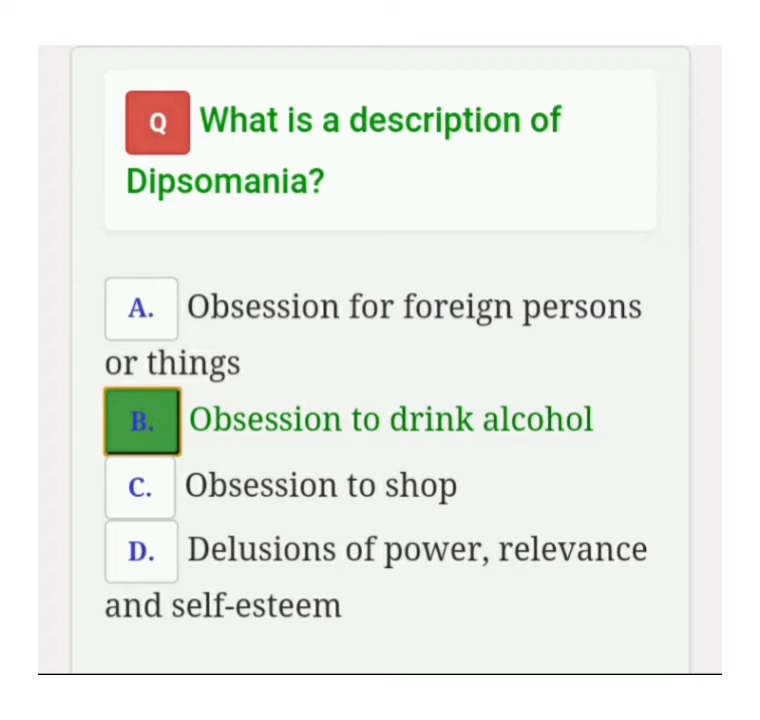 Q What is a description of
Dipsomania?
A. Obsession for foreign persons
or things
B. Obsession to drink alcohol
C. Obsession to shop
D. Delusions of power, relevance
and self-esteem